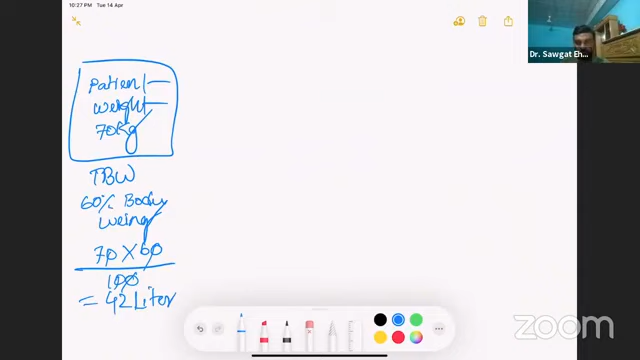 10:27 PM Tue 14 Apr
Dr. Sawgat Eh...
Patient
weight
70kg
TBW
60% Body
weing
70 X 60
100
= 42 Liter
zoom